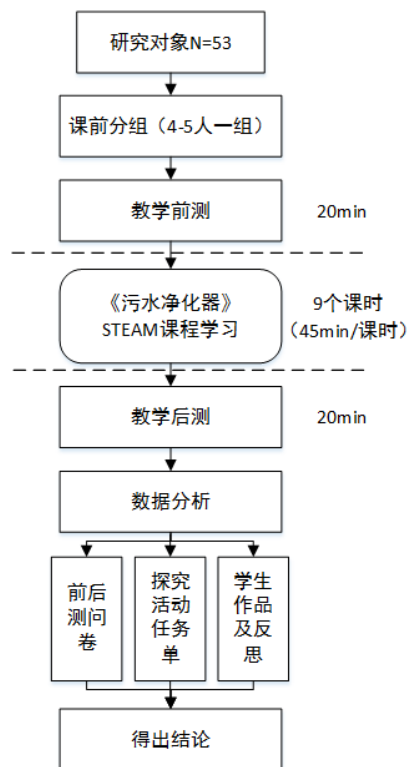 研究对象N=53
课前分组（4-5人一组）
教学前测
20min
《污水净化器》
STEAM课程学习
9个课时
（45min/课时）
教学后测
20min
数据分析
前后
测问
卷
探究
活动
任务
单
学生
作品
及反
思
得出结论